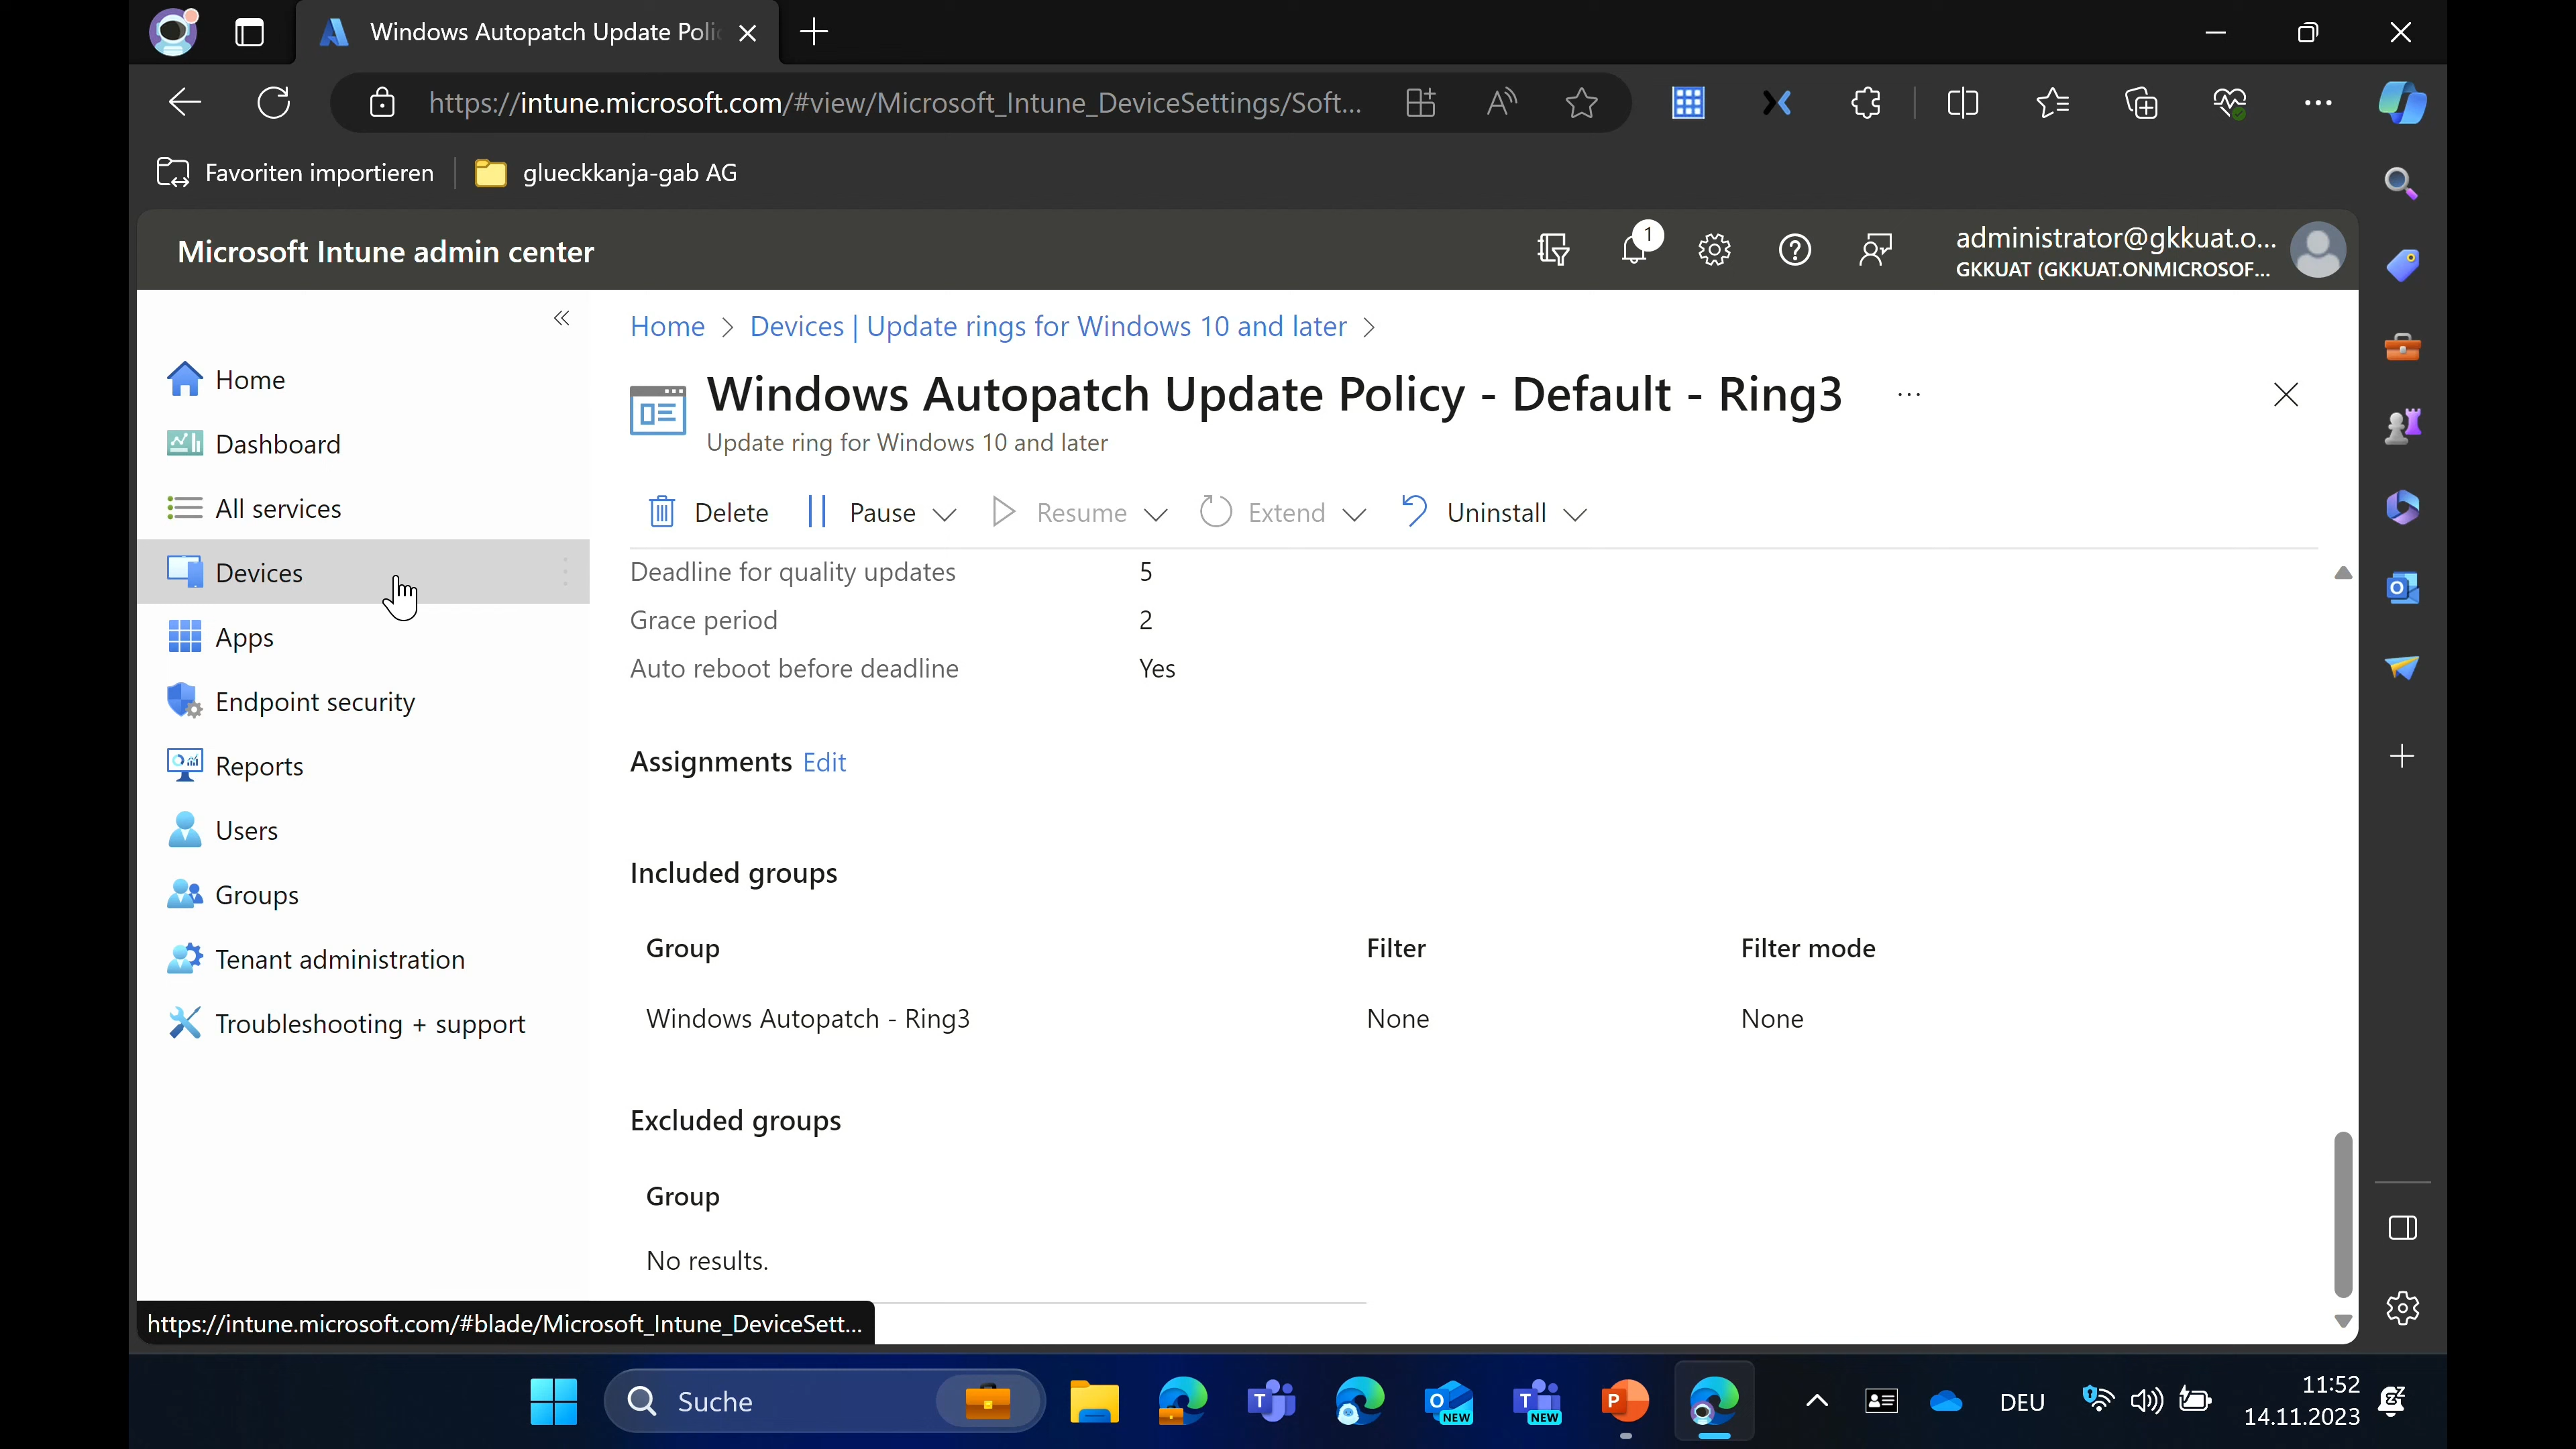 Windows Autopatch Update Poli
https://intune.microsoft.com/#view/Microsoft_Intune_DeviceSettings/Soft...
Favoriten importieren
glueckkanja-gab AG
Microsoft Intune admin center
1
administrator@gkkuat.o...
GKKUAT (GKKUAT.ONMICROSOF...
Home
Dashboard
All services
Devices
Apps
Endpoint security
Reports
Users
Groups
Tenant administration
Troubleshooting + support
Home > Devices | Update rings for Windows 10 and later >
Windows Autopatch Update Policy - Default - Ring3 ...
Update ring for Windows 10 and later
Delete Pause Resume Extend Uninstall
Deadline for quality updates 5
Grace period 2
Auto reboot before deadline Yes
Assignments Edit
Included groups
Group Filter Filter mode
Windows Autopatch - Ring3 None None
Excluded groups
Group
No results.
https://intune.microsoft.com/#blade/Microsoft_Intune_DeviceSett...
Suche
NEW
NEW
DEU
11:52
14.11.2023